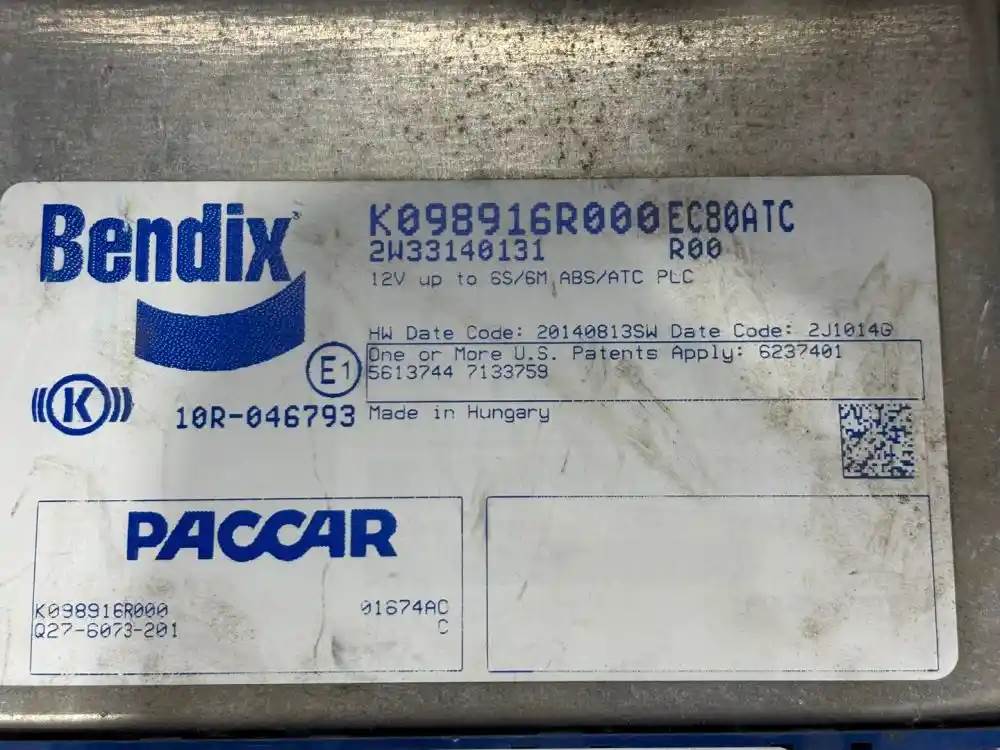 Bendix
K098916R000 EC80ATC
2W33140131 R00
12V up to 6S/6M ABS/ATC PLC
HW Date Code: 20140813SW Date Code: 2J1014G
One or More U.S. Patents Apply: 6237401
5613744 7133759
E1
K
10R-046793
Made in Hungary
PACCAR
K098916R000 01674AC
Q27-6073-201 C